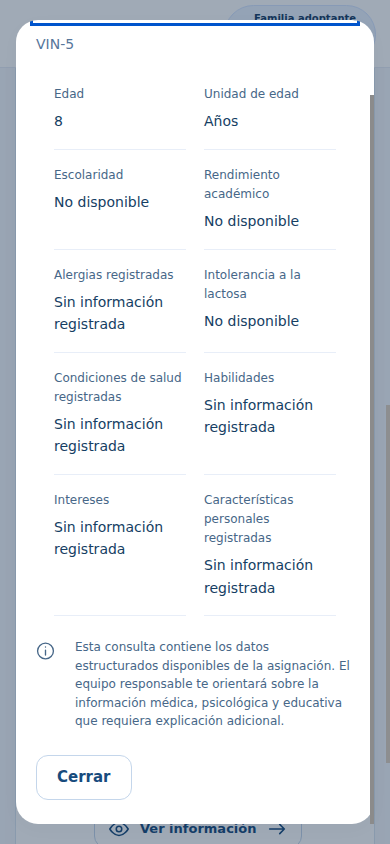 Familia adoptante
VIN-5
Edad
8
Unidad de edad
Años
Escolaridad
No disponible
Rendimiento
académico
No disponible
Alergias registradas
Sin información
registrada
Intolerancia a la
lactosa
No disponible
Condiciones de salud
registradas
Sin información
registrada
Habilidades
Sin información
registrada
Intereses
Sin información
registrada
Características
personales
registradas
Sin información
registrada
Esta consulta contiene los datos
estructurados disponibles de la asignación. El
equipo responsable te orientará sobre la
información médica, psicológica y educativa
que requiera explicación adicional.
Cerrar
Ver información